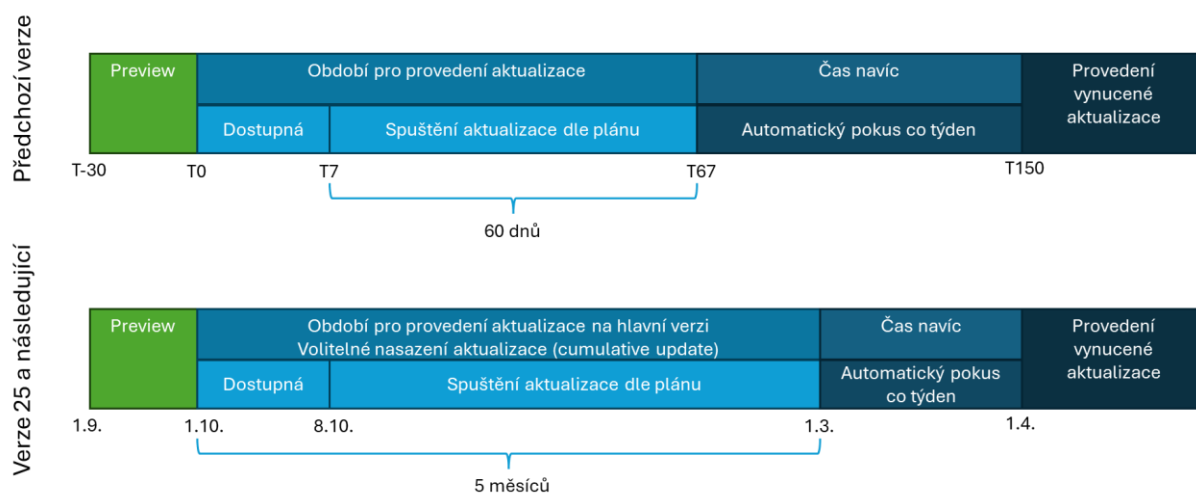 Předchozí verze
Preview
Období pro provedení aktualizace
Čas navíc
Provedení
vynucené
aktualizace
Dostupná
Spuštění aktualizace dle plánu
Automatický pokus co týden
T-30
T0
T7
T67
T150
60 dnů
Verze 25 a následující
Preview
Období pro provedení aktualizace na hlavní verzi
Volitelné nasazení aktualizace (cumulative update)
Čas navíc
Provedení
vynucené
aktualizace
Dostupná
Spuštění aktualizace dle plánu
Automatický pokus
co týden
1.9.
1.10.
8.10.
1.3.
1.4.
5 měsíců